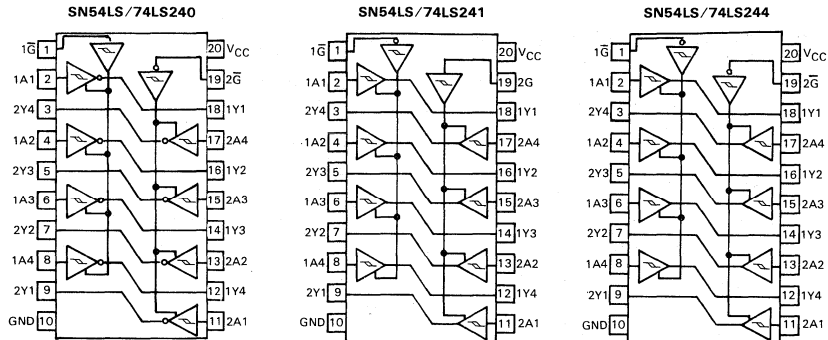 SN54LS/74LS240
1G̅ 1
20 VCC
1A1 2
19 2G̅
2Y4 3
18 1Y1
1A2 4
17 2A4
2Y3 5
16 1Y2
1A3 6
15 2A3
2Y2 7
14 1Y3
1A4 8
13 2A2
2Y1 9
12 1Y4
GND 10
11 2A1
SN54LS/74LS241
1G̅ 1
20 VCC
1A1 2
19 2G
2Y4 3
18 1Y1
1A2 4
17 2A4
2Y3 5
16 1Y2
1A3 6
15 2A3
2Y2 7
14 1Y3
1A4 8
13 2A2
2Y1 9
12 1Y4
GND 10
11 2A1
SN54LS/74LS244
1G̅ 1
20 VCC
1A1 2
19 2G̅
2Y4 3
18 1Y1
1A2 4
17 2A4
2Y3 5
16 1Y2
1A3 6
15 2A3
2Y2 7
14 1Y3
1A4 8
13 2A2
2Y1 9
12 1Y4
GND 10
11 2A1